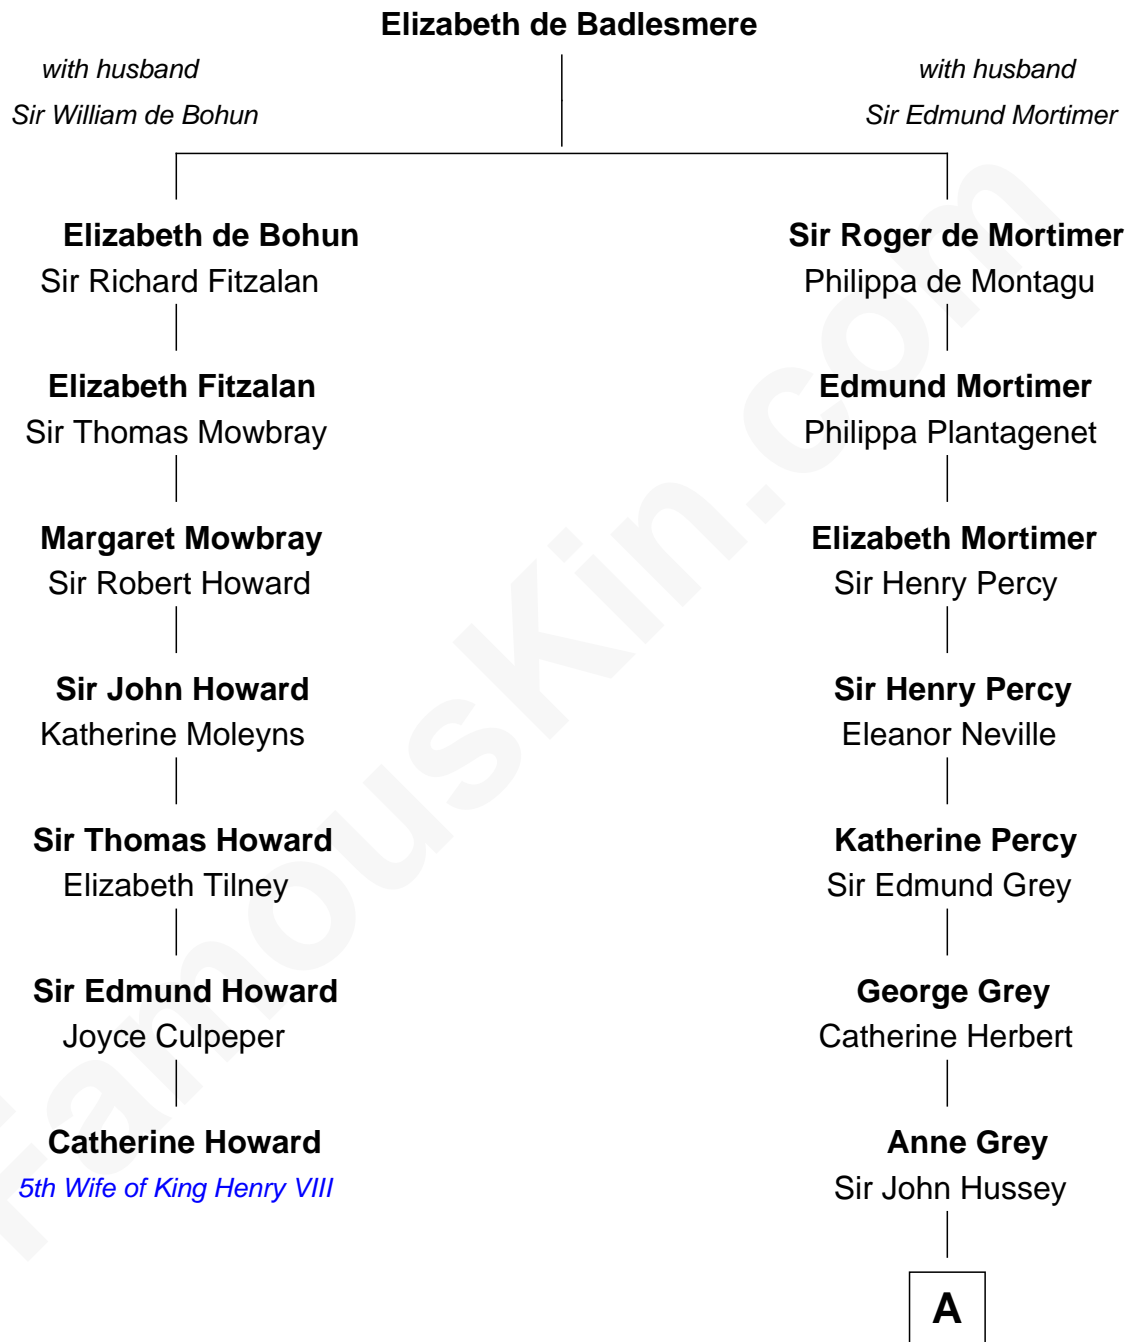 Elizabeth de Badlesmere
with husband
Sir William de Bohun
with husband
Sir Edmund Mortimer
Elizabeth de Bohun
Sir Richard Fitzalan
Elizabeth Fitzalan
Sir Thomas Mowbray
Margaret Mowbray
Sir Robert Howard
Sir John Howard
Katherine Moleyns
Sir Thomas Howard
Elizabeth Tilney
Sir Edmund Howard
Joyce Culpeper
Catherine Howard
5th Wife of King Henry VIII
Sir Roger de Mortimer
Philippa de Montagu
Edmund Mortimer
Philippa Plantagenet
Elizabeth Mortimer
Sir Henry Percy
Sir Henry Percy
Eleanor Neville
Katherine Percy
Sir Edmund Grey
George Grey
Catherine Herbert
Anne Grey
Sir John Hussey
A
FamousKin.com